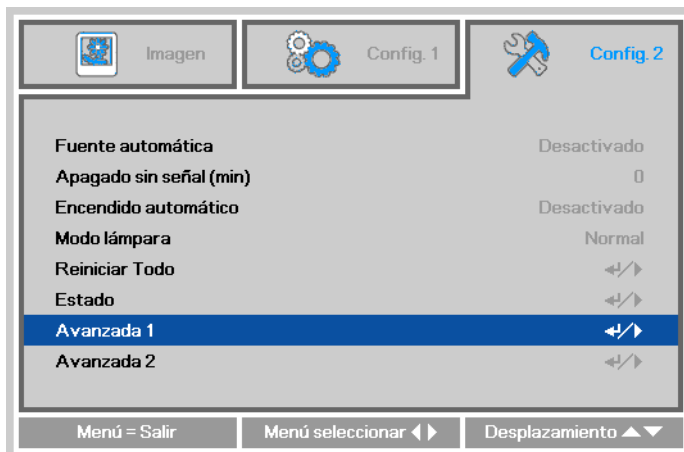 Imagen
Config. 1
Config. 2
Fuente automática Desactivado
Apagado sin señal (min) 0
Encendido automático Desactivado
Modo lámpara Normal
Reiniciar Todo
Estado
Avanzada 1
Avanzada 2
Menú = Salir
Menú seleccionar
Desplazamiento